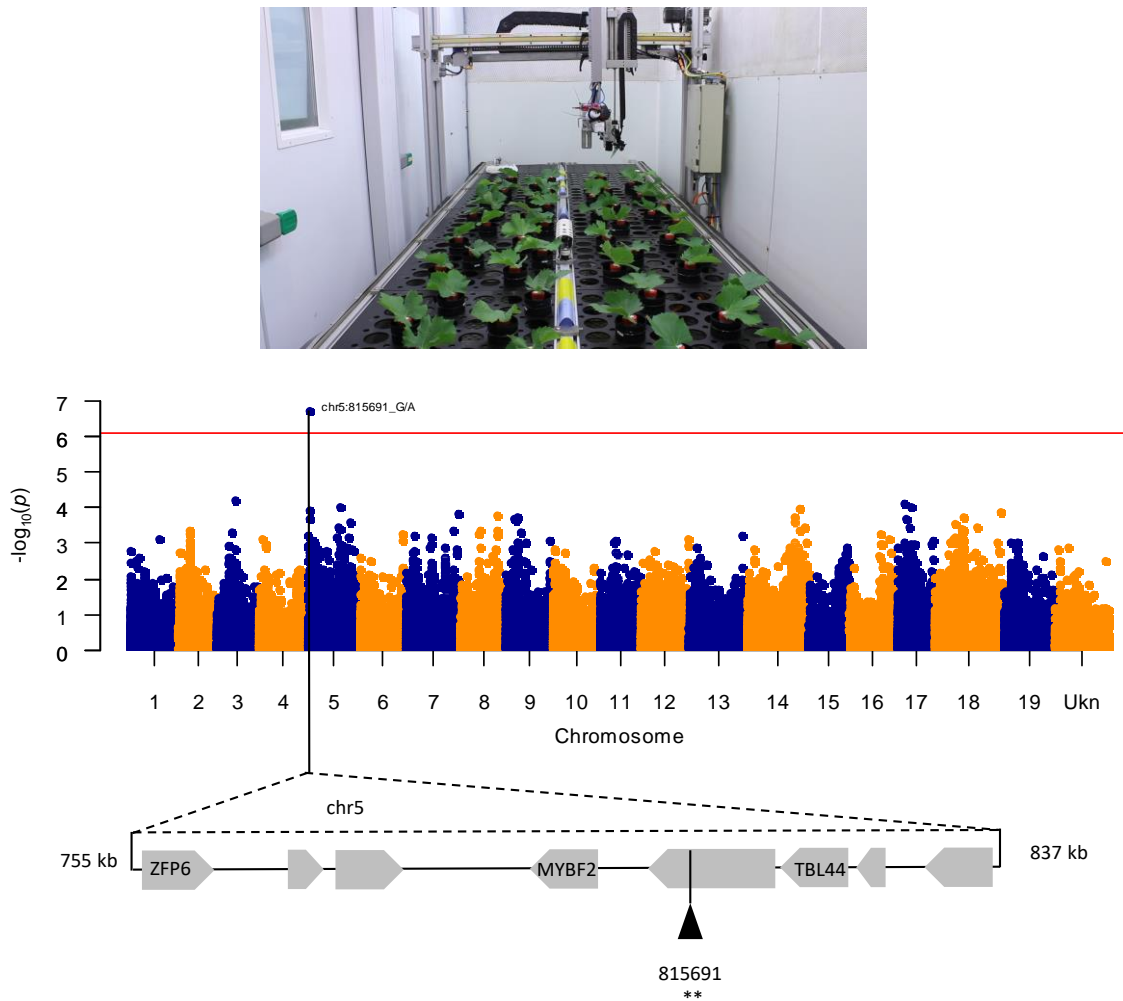 7
chr5:815691_G/A
6
5
4
3
2
1
0
-log10(p)
1 2 3 4 5 6 7 8 9 10 11 12 13 14 15 16 17 18 19 Ukn
Chromosome
chr5
755 kb
837 kb
ZFP6 MYBF2 TBL44
815691
**